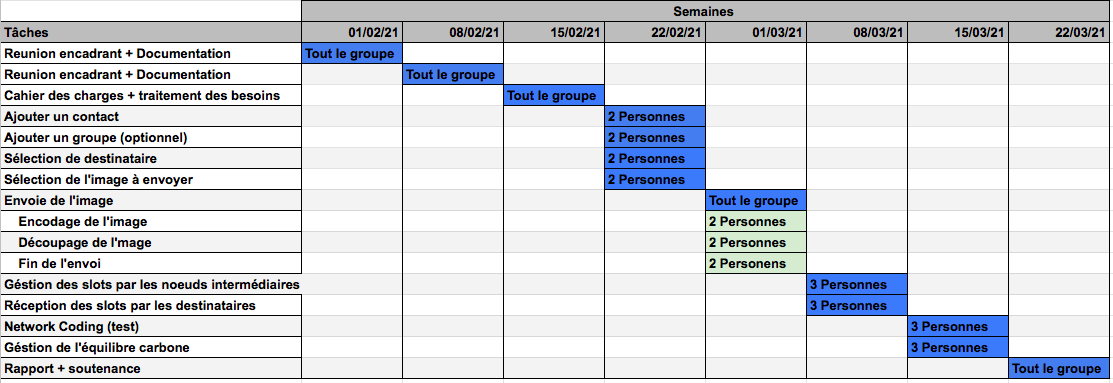 Semaines
Tâches 01/02/21 08/02/21 15/02/21 22/02/21 01/03/21 08/03/21 15/03/21 22/03/21
Reunion encadrant + Documentation Tout le groupe
Reunion encadrant + Documentation Tout le groupe
Cahier des charges + traitement des besoins Tout le groupe
Ajouter un contact 2 Personnes
Ajouter un groupe (optionnel) 2 Personnes
Sélection de destinataire 2 Personnes
Sélection de l'image à envoyer 2 Personnes
Envoie de l'image Tout le groupe
Encodage de l'image 2 Personnes
Découpage de l'mage 2 Personnes
Fin de l'envoi 2 Personens
Géstion des slots par les noeuds intermédiaires 3 Personnes
Réception des slots par les destinataires 3 Personnes
Network Coding (test) 3 Personnes
Géstion de l'équilibre carbone 3 Personnes
Rapport + soutenance Tout le groupe